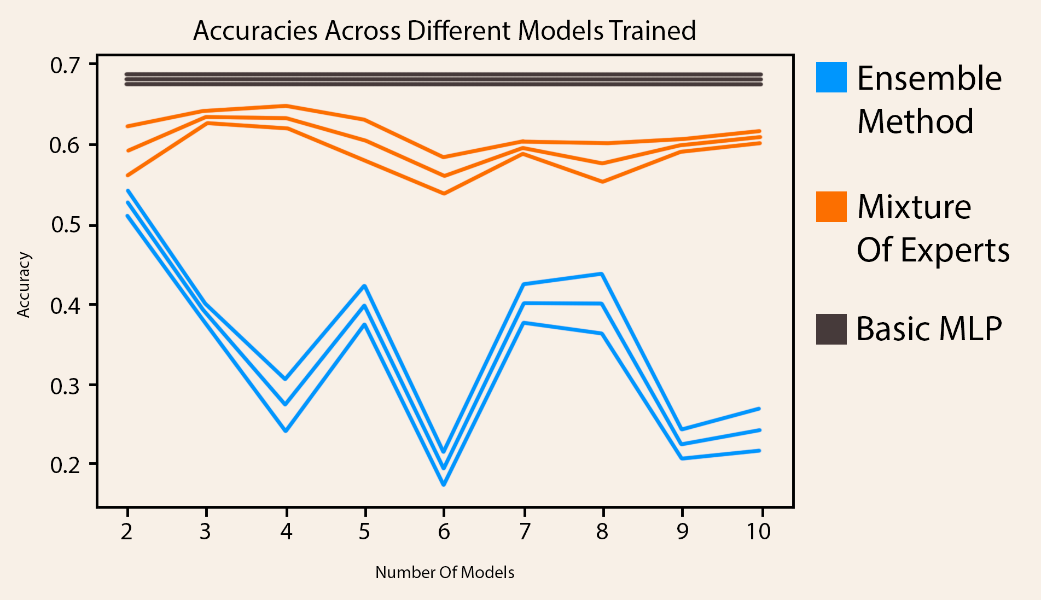 Accuracies Across Different Models Trained
0.7
0.6
0.5
0.4
0.3
0.2
Accuracy
2 3 4 5 6 7 8 9 10
Number Of Models
Ensemble
Method
Mixture
Of Experts
Basic MLP